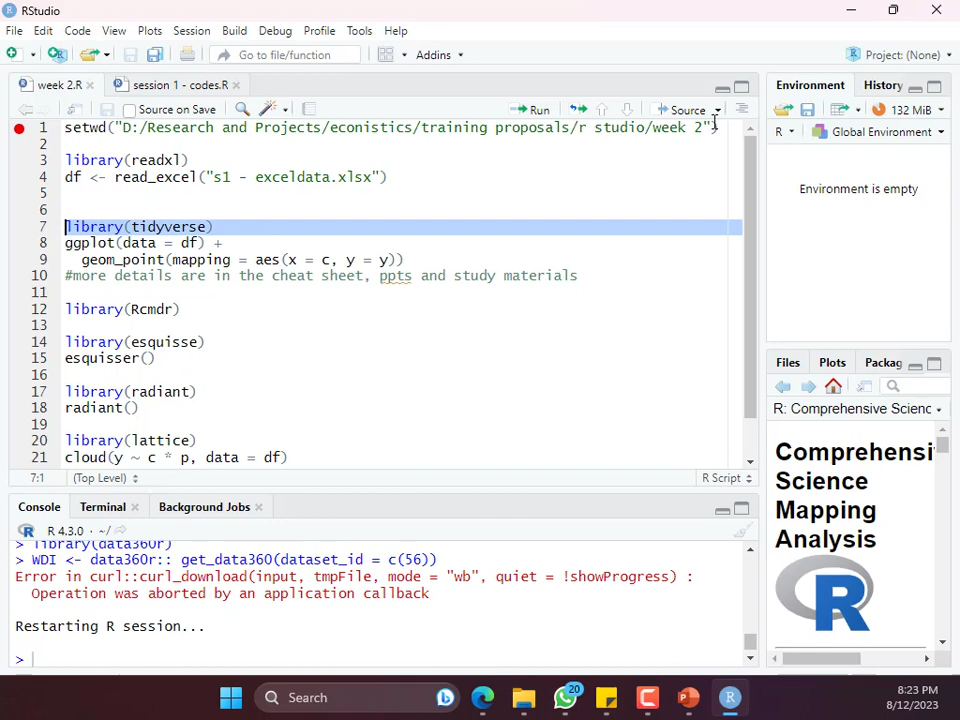 RStudio
File Edit Code View Plots Session Build Debug Profile Tools Help
Go to file/function Addins Project: (None)
week 2.R session 1 - codes.R
Source on Save Run Source
1 setwd("D:/Research and Projects/econistics/training proposals/r studio/week 2")
2
3 library(readxl)
4 df <- read_excel("s1 - exceldata.xlsx")
5
6
7 library(tidyverse)
8 ggplot(data = df) +
9 geom_point(mapping = aes(x = c, y = y))
10 #more details are in the cheat sheet, ppts and study materials
11
12 library(Rcmdr)
13
14 library(esquisse)
15 esquisser()
16
17 library(radiant)
18 radiant()
19
20 library(lattice)
21 cloud(y ~ c * p, data = df)
7:1 (Top Level) R Script
Console Terminal Background Jobs
R 4.3.0 · ~/
> library(data360r)
> WDI <- data360r:: get_data360(dataset_id = c(56))
Error in curl::curl_download(input, tmpFile, mode = "wb", quiet = !showProgress) :
Operation was aborted by an application callback
Restarting R session...
>
Environment History
132 MiB
R Global Environment
Environment is empty
Files Plots Packag
R: Comprehensive Scienc
Comprehensi
Science
Mapping
Analysis
R
Search
20
R
8:23 PM
8/12/2023